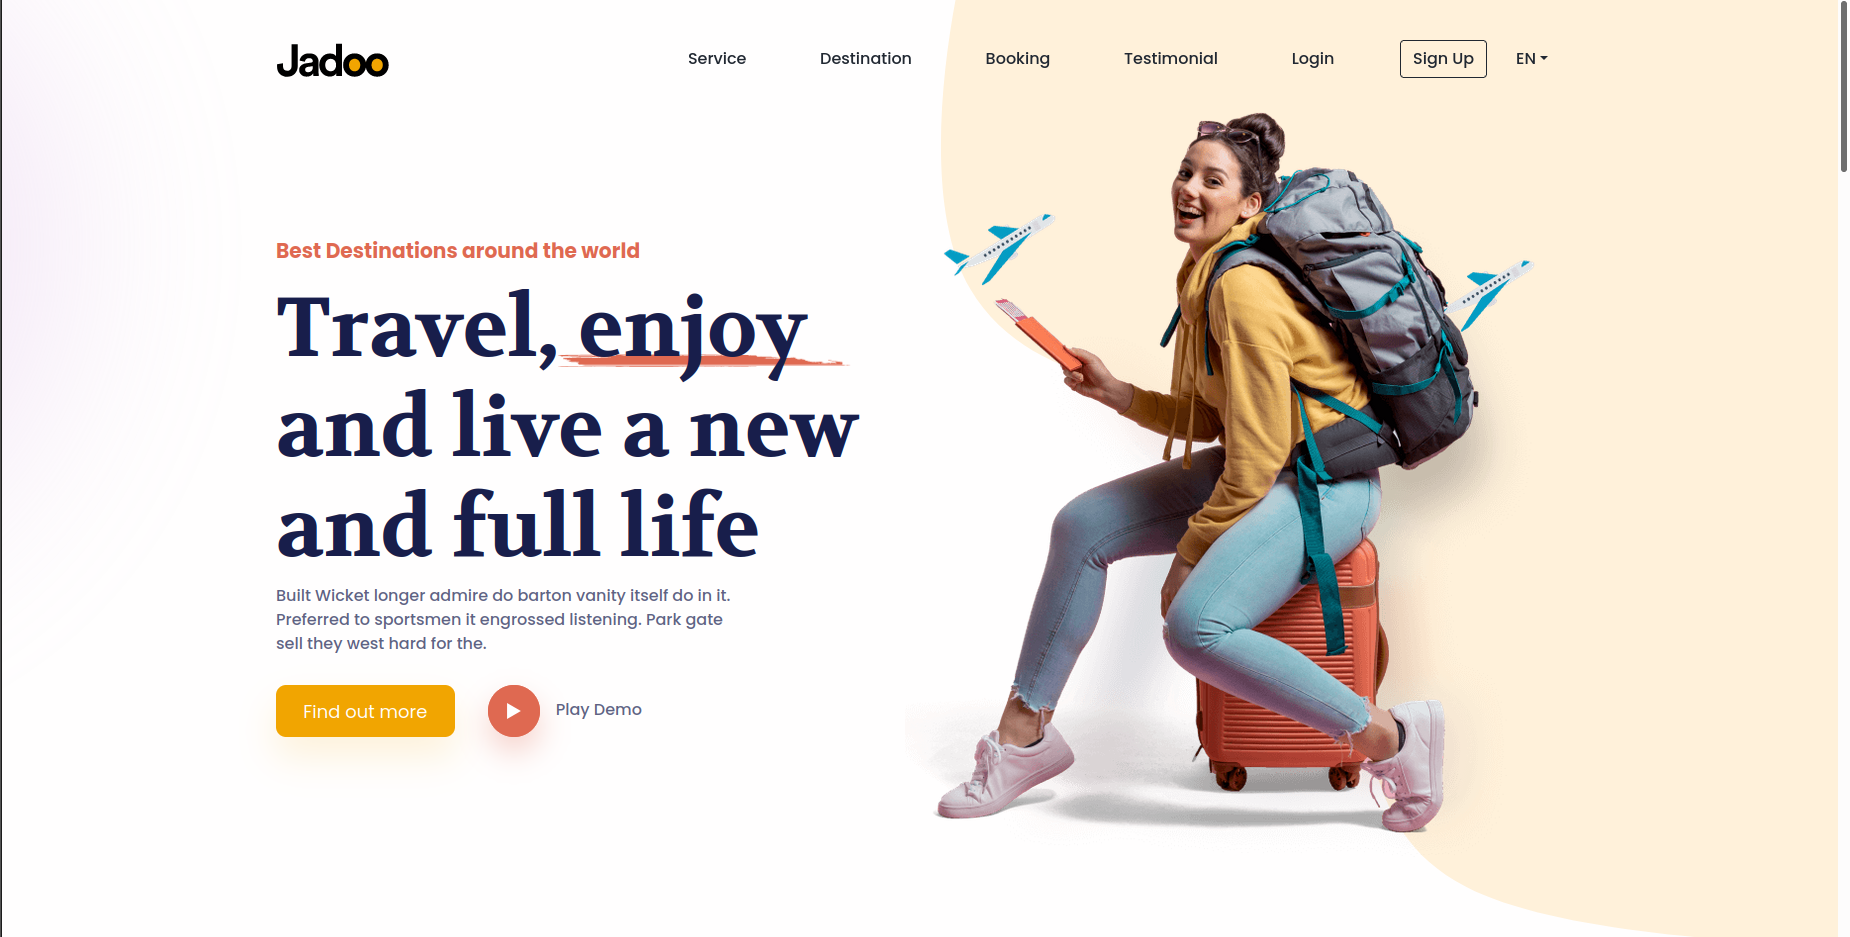 Jadoo
Service
Destination
Booking
Testimonial
Login
Sign Up
EN
Best Destinations around the world
Travel, enjoy
and live a new
and full life
Built Wicket longer admire do barton vanity itself do in it.
Preferred to sportsmen it engrossed listening. Park gate
sell they west hard for the.
Find out more
Play Demo